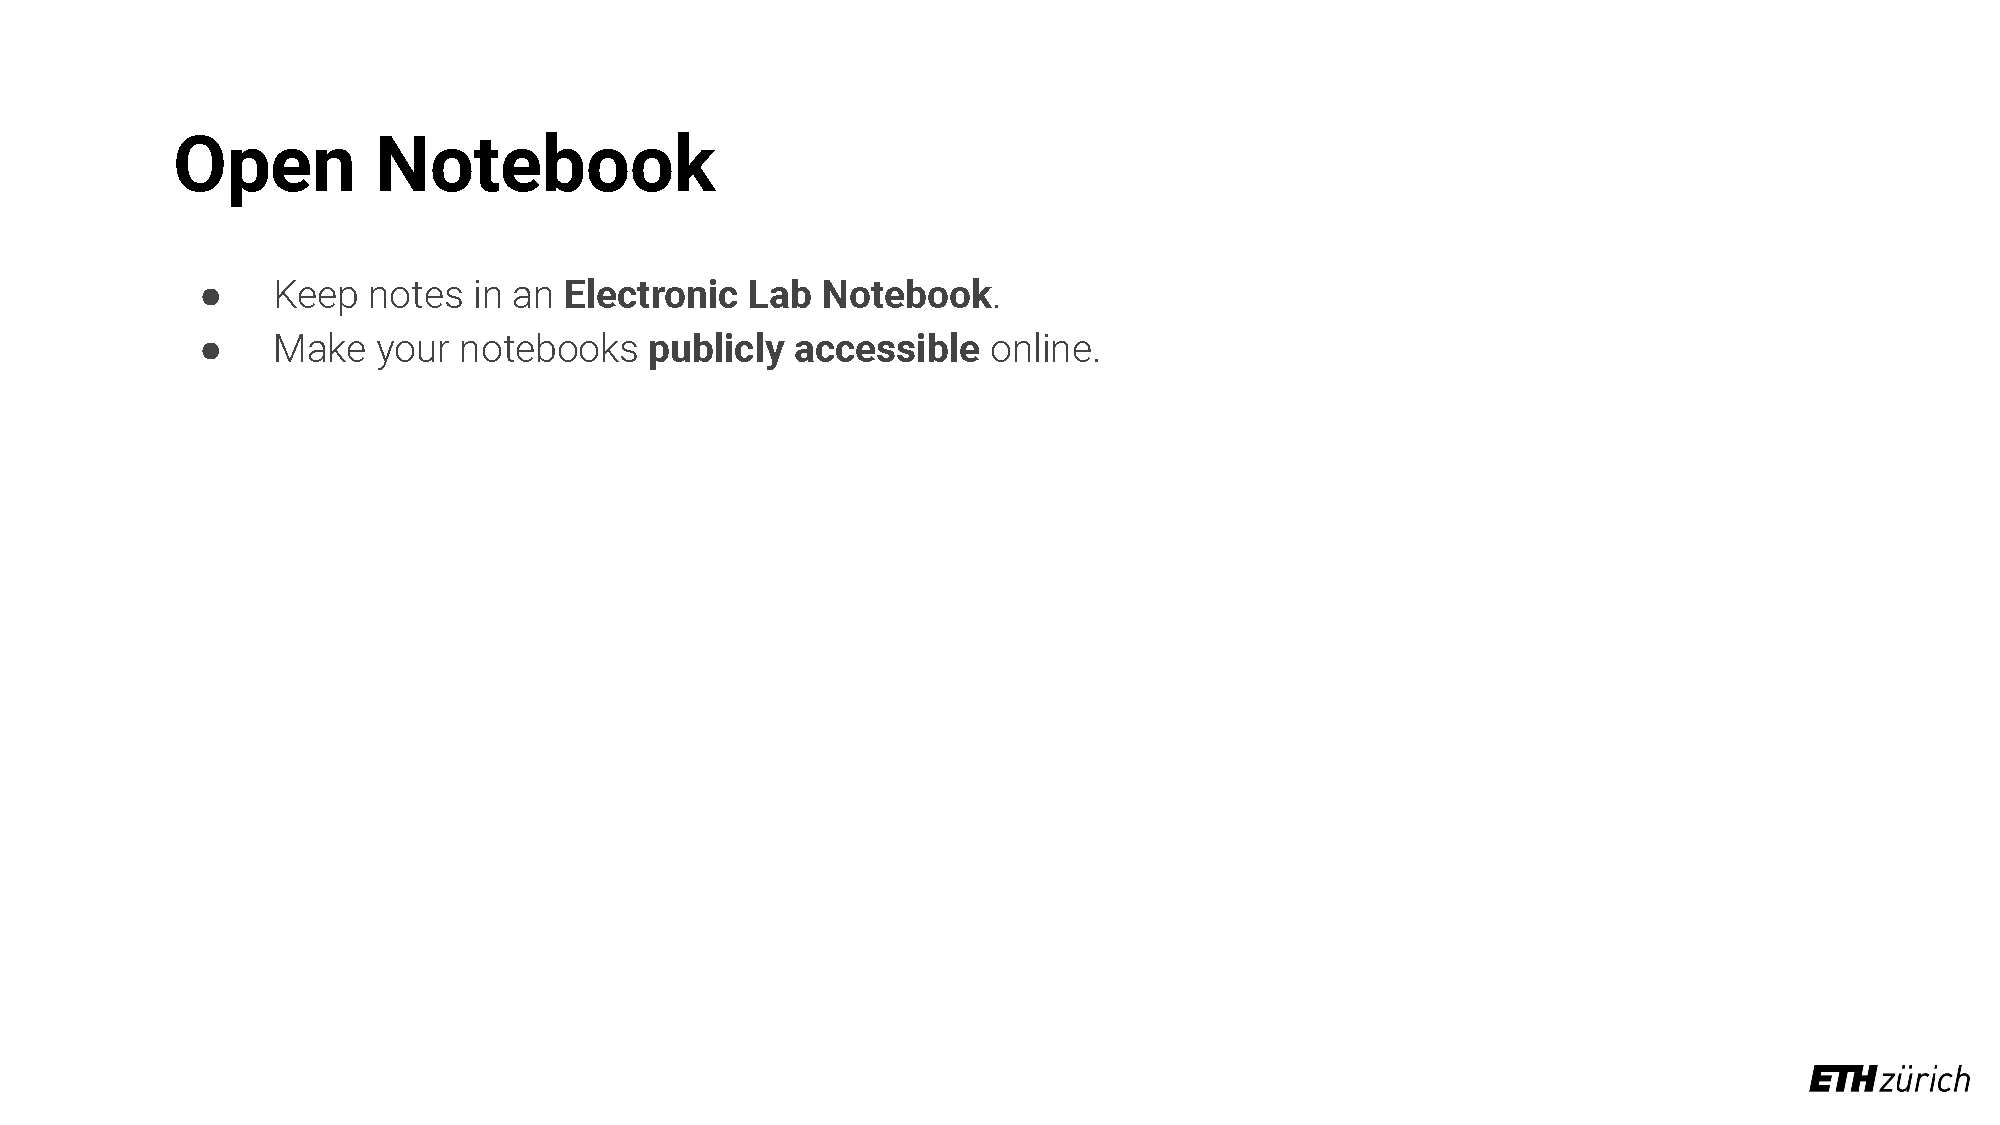 Open Notebook
● Keep notes in an Electronic Lab Notebook.
● Make your notebooks publicly accessible online.
ETH zürich